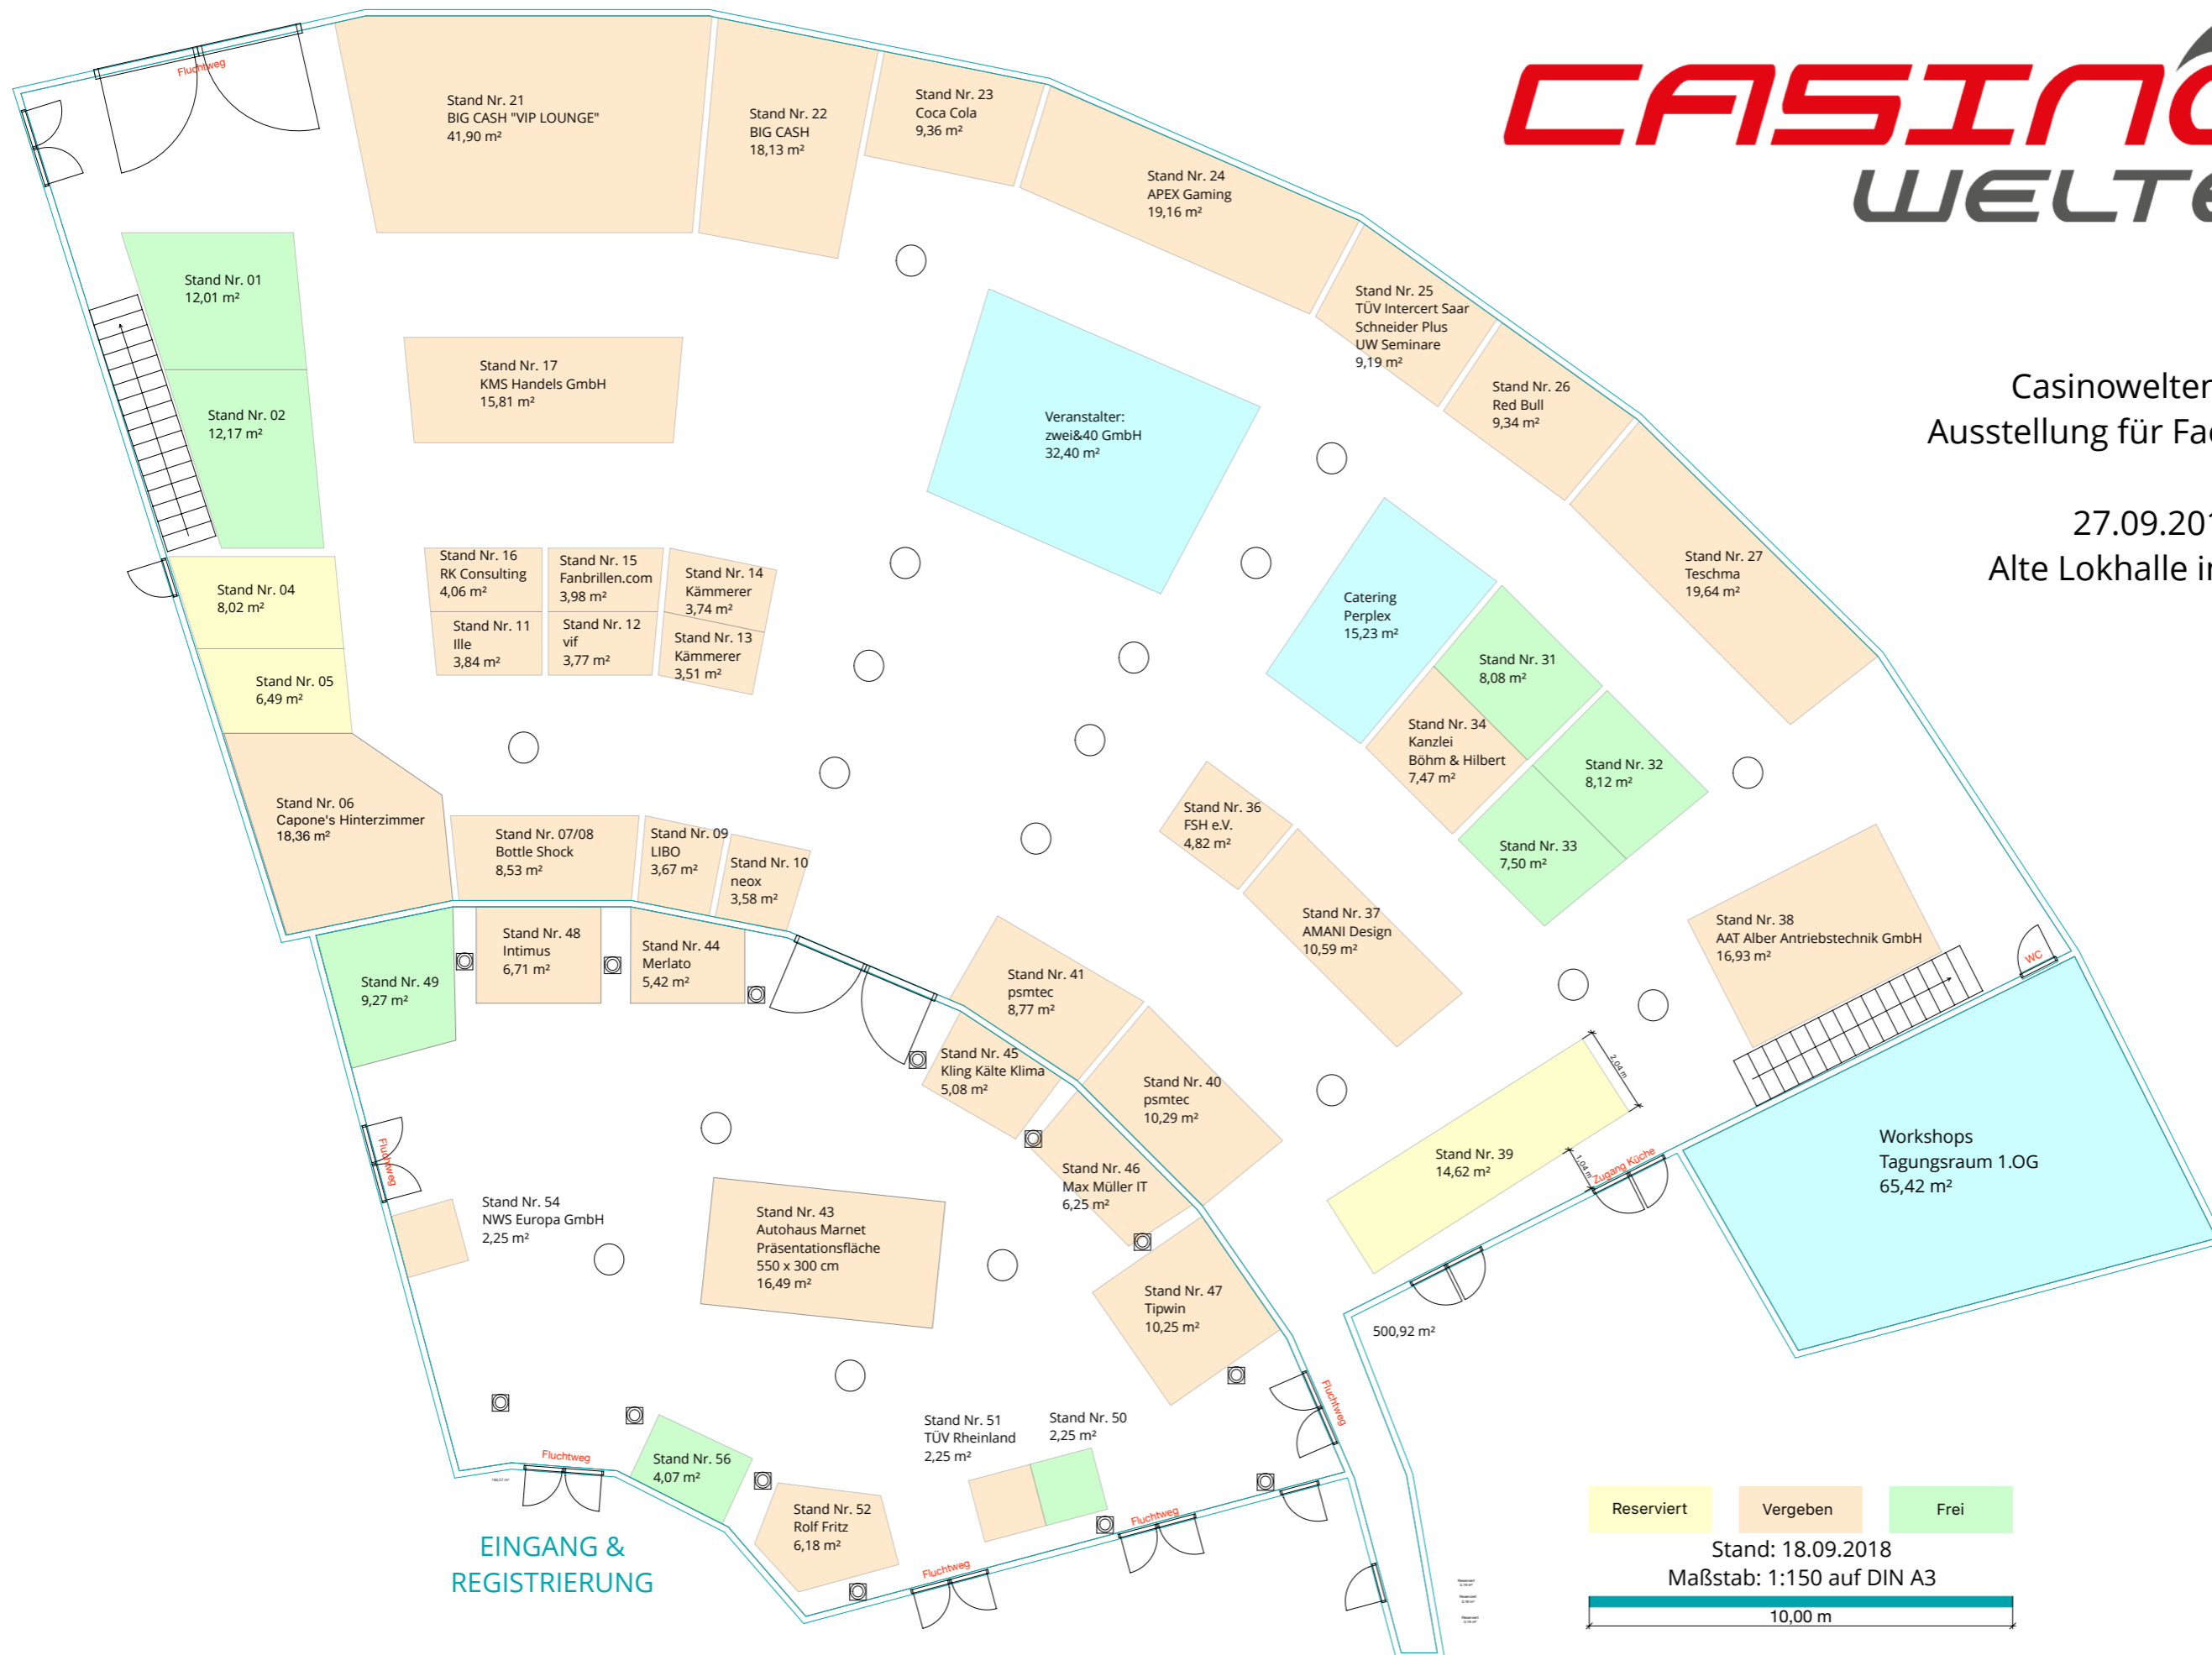 CASINO
WELTE
Casinowelten
Ausstellung für Fac
27.09.201
Alte Lokhalle in
Fluchtweg
Stand Nr. 21
BIG CASH "VIP LOUNGE"
41,90 m²
Stand Nr. 22
BIG CASH
18,13 m²
Stand Nr. 23
Coca Cola
9,36 m²
Stand Nr. 24
APEX Gaming
19,16 m²
Stand Nr. 25
TÜV Intercert Saar
Schneider Plus
UW Seminare
9,19 m²
Stand Nr. 26
Red Bull
9,34 m²
Stand Nr. 27
Teschma
19,64 m²
Stand Nr. 01
12,01 m²
Stand Nr. 02
12,17 m²
Stand Nr. 17
KMS Handels GmbH
15,81 m²
Veranstalter:
zwei&40 GmbH
32,40 m²
Stand Nr. 04
8,02 m²
Stand Nr. 05
6,49 m²
Stand Nr. 16
RK Consulting
4,06 m²
Stand Nr. 15
Fanbrillen.com
3,98 m²
Stand Nr. 14
Kämmerer
3,74 m²
Stand Nr. 11
Ille
3,84 m²
Stand Nr. 12
vif
3,77 m²
Stand Nr. 13
Kämmerer
3,51 m²
Catering
Perplex
15,23 m²
Stand Nr. 31
8,08 m²
Stand Nr. 34
Kanzlei
Böhm & Hilbert
7,47 m²
Stand Nr. 32
8,12 m²
Stand Nr. 33
7,50 m²
Stand Nr. 06
Capone's Hinterzimmer
18,36 m²
Stand Nr. 07/08
Bottle Shock
8,53 m²
Stand Nr. 09
LIBO
3,67 m²
Stand Nr. 10
neox
3,58 m²
Stand Nr. 36
FSH e.V.
4,82 m²
Stand Nr. 37
AMANI Design
10,59 m²
Stand Nr. 38
AAT Alber Antriebstechnik GmbH
16,93 m²
WC
Stand Nr. 49
9,27 m²
Stand Nr. 48
Intimus
6,71 m²
Stand Nr. 44
Merlato
5,42 m²
Stand Nr. 41
psmtec
8,77 m²
Stand Nr. 45
Kling Kälte Klima
5,08 m²
Stand Nr. 40
psmtec
10,29 m²
Stand Nr. 46
Max Müller IT
6,25 m²
Stand Nr. 39
14,62 m²
2,04 m
1,04 m
Zugang Küche
Workshops
Tagungsraum 1.OG
65,42 m²
Fluchtweg
Stand Nr. 54
NWS Europa GmbH
2,25 m²
Stand Nr. 43
Autohaus Marnet
Präsentationsfläche
550 x 300 cm
16,49 m²
Stand Nr. 47
Tipwin
10,25 m²
500,92 m²
Fluchtweg
Stand Nr. 51
TÜV Rheinland
2,25 m²
Stand Nr. 50
2,25 m²
Fluchtweg
Stand Nr. 56
4,07 m²
Stand Nr. 52
Rolf Fritz
6,18 m²
Fluchtweg
Fluchtweg
EINGANG &
REGISTRIERUNG
Reserviert
Vergeben
Frei
Stand: 18.09.2018
Maßstab: 1:150 auf DIN A3
10,00 m
Reserviert
Reserviert
Reserviert